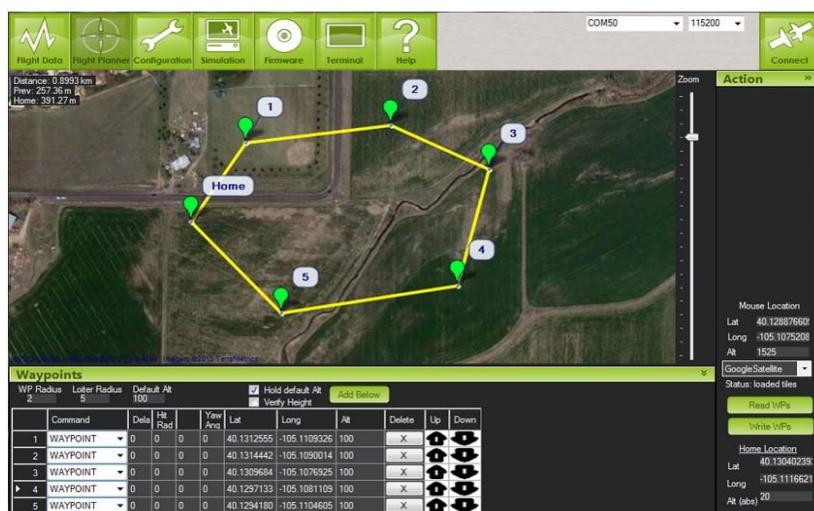 COM50 115200
Flight Data Flight Planner Configuration Simulation Firmware Terminal Help Connect
Distance: 0.8993 km
Prev: 257.36 m
Home: 391.27 m
Zoom
Action »
1
2
3
Home
4
5
Mouse Location
Lat 40.12887660
Long -105.1075208
Alt 1525
GoogleSatellite
Status: loaded tiles
Read WPs
Write WPs
Home Location
Lat 40.13040239
Long -105.1116621
Alt (abs) 20
Waypoints
WP Radius Loiter Radius Default Alt
2 5 100
Hold default Alt
Verify Height
Add Below
Command Dela Hit Rad Yaw Ang Lat Long Alt Delete Up Down
1 WAYPOINT 0 0 0 0 40.1312555 -105.1109326 100 X
2 WAYPOINT 0 0 0 0 40.1314442 -105.1090014 100 X
3 WAYPOINT 0 0 0 0 40.1309684 -105.1076925 100 X
4 WAYPOINT 0 0 0 0 40.1297133 -105.1081109 100 X
5 WAYPOINT 0 0 0 0 40.1294180 -105.1104605 100 X